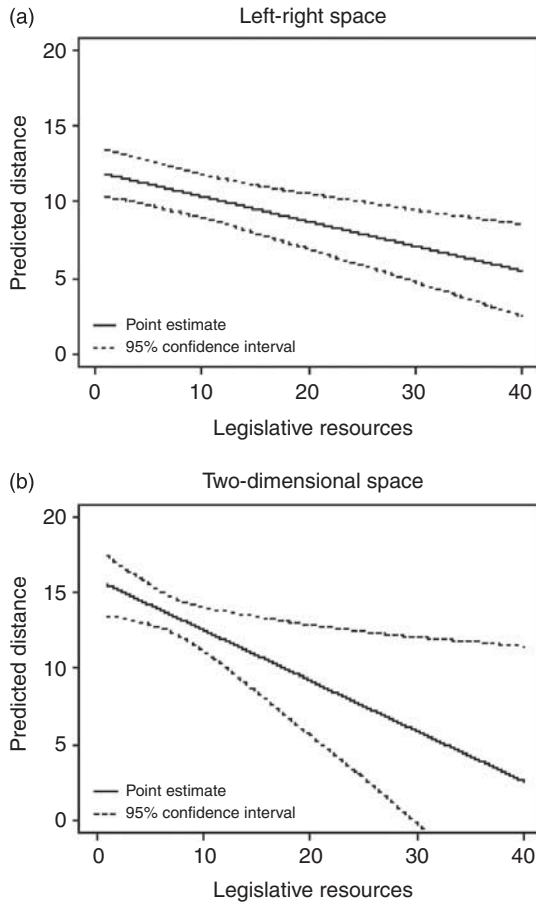 (a)
Left-right space
20
15
10
5
0
Predicted distance
Point estimate
95% confidence interval
0 10 20 30 40
Legislative resources
(b)
Two-dimensional space
20
15
10
5
0
Predicted distance
Point estimate
95% confidence interval
0 10 20 30 40
Legislative resources